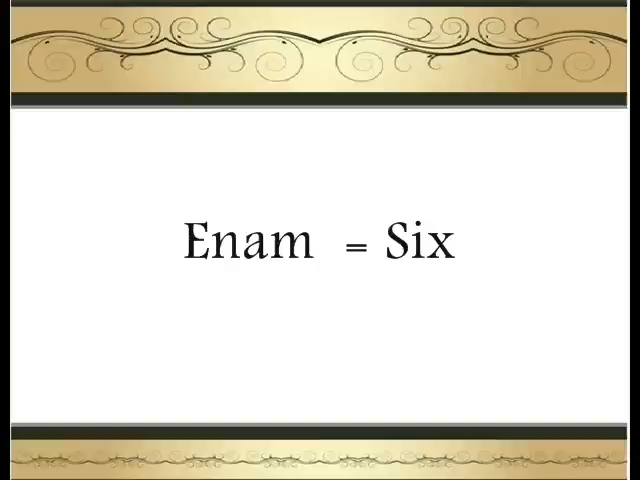 Enam = Six